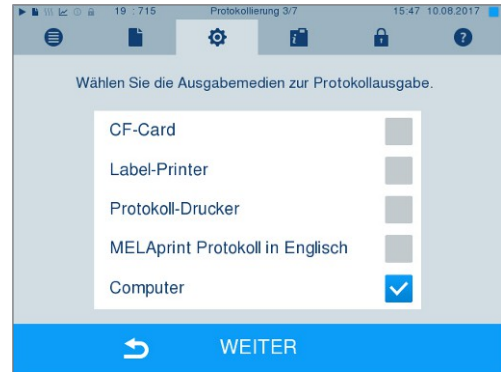 19 : 715 Protokollierung 3/7 15:47 10.08.2017
Wählen Sie die Ausgabemedien zur Protokollausgabe.
CF-Card
Label-Printer
Protokoll-Drucker
MELAprint Protokoll in Englisch
Computer
WEITER